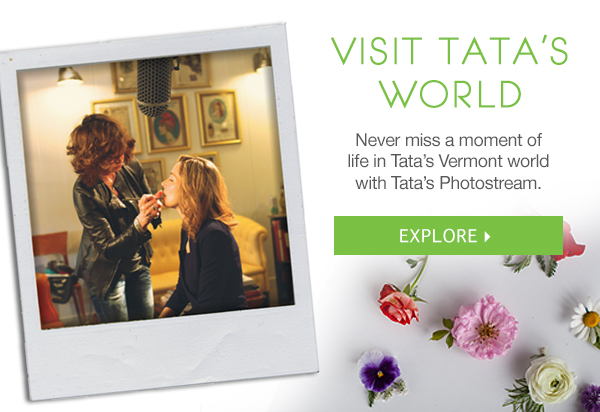 VISIT TATA'S
WORLD
Never miss a moment of
life in Tata's Vermont world
with Tata's Photostream.
EXPLORE